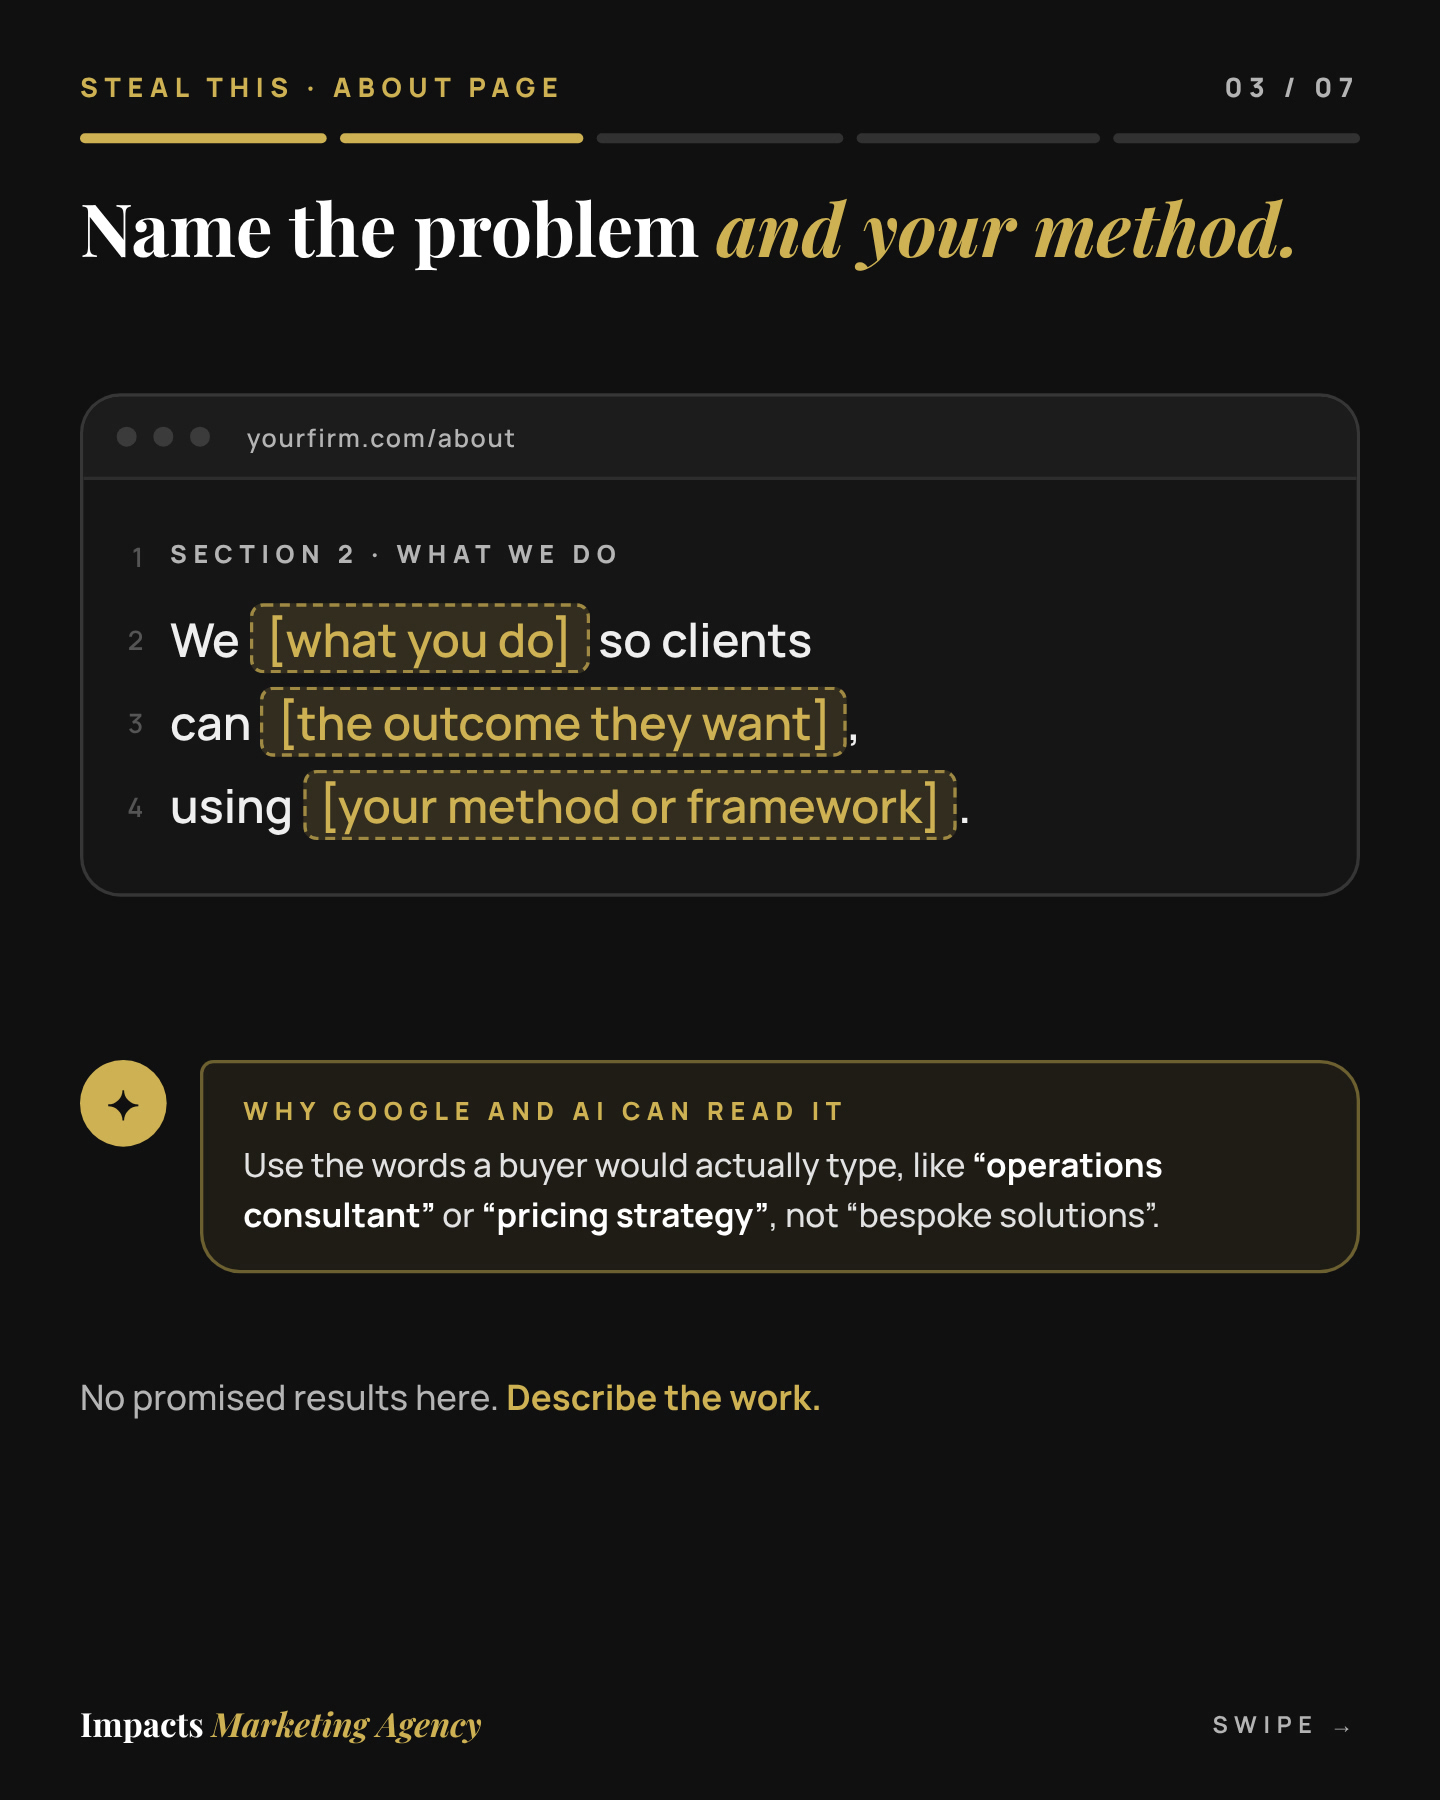 STEAL THIS · ABOUT PAGE
03 / 07
Name the problem and your method.
yourfirm.com/about
1 SECTION 2 · WHAT WE DO
2 We [what you do] so clients
3 can [the outcome they want],
4 using [your method or framework].
WHY GOOGLE AND AI CAN READ IT
Use the words a buyer would actually type, like “operations
consultant” or “pricing strategy”, not “bespoke solutions”.
No promised results here. Describe the work.
Impacts Marketing Agency
SWIPE →